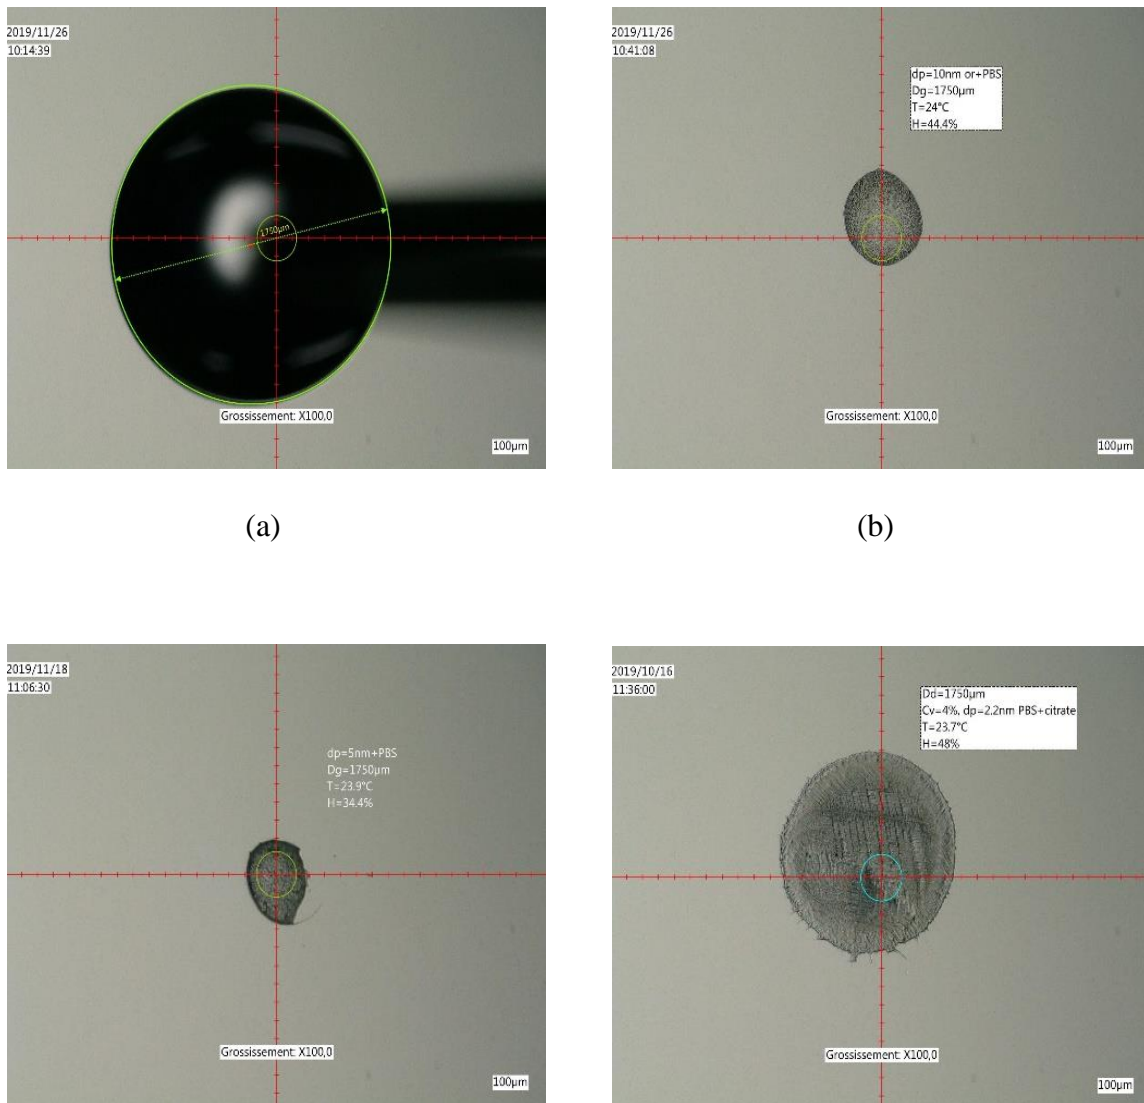 2019/11/26
10:14:39
1750µm
Grossissement: X100,0
100µm
2019/11/26
10:41:08
dp=10nm or+PBS
Dg=1750µm
T=24°C
H=44.4%
Grossissement: X100,0
100µm
(a)
(b)
2019/11/18
11:06:30
dp=5nm+PBS
Dg=1750µm
T=23.9°C
H=34.4%
Grossissement: X100,0
100µm
2019/10/16
11:36:00
Dd=1750µm
Cv=4%, dp=2.2nm PBS+citrate
T=23.7°C
H=48%
Grossissement: X100,0
100µm